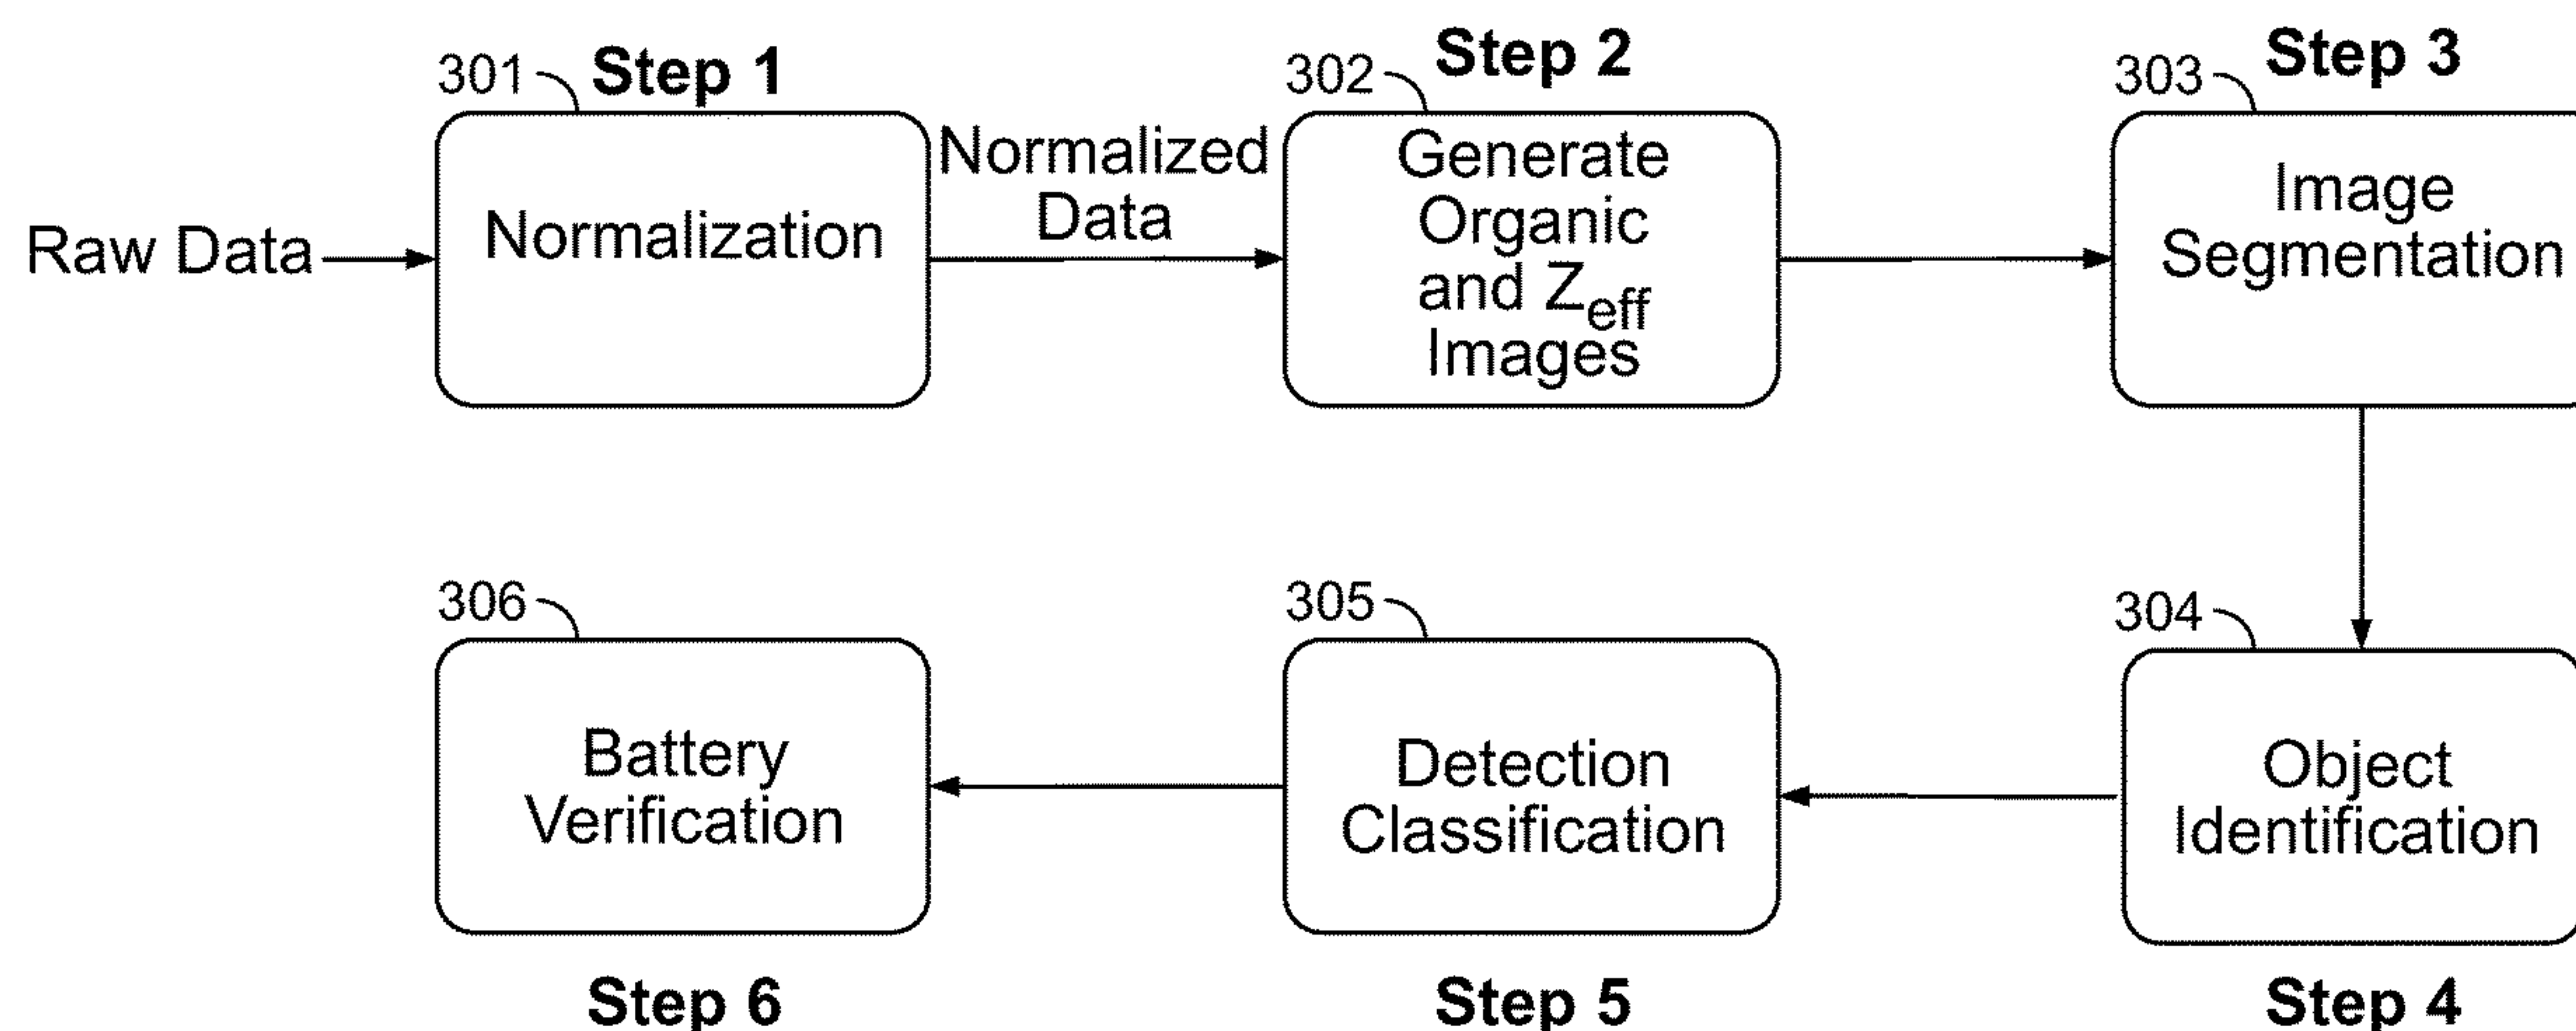 301 Step 1
302 Step 2
303 Step 3
Raw Data
Normalization
Normalized
Data
Generate
Organic
and Zeff
Images
Image
Segmentation
306
305
304
Battery
Verification
Detection
Classification
Object
Identification
Step 6
Step 5
Step 4